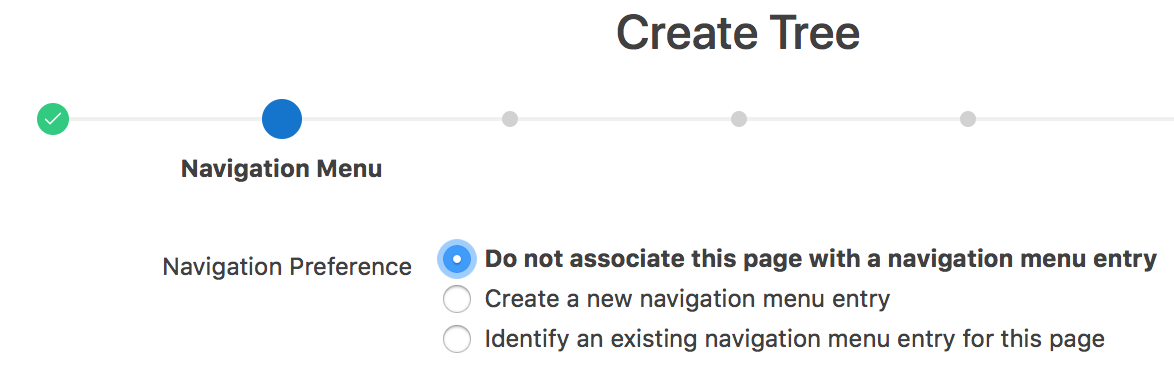 Create Tree
Navigation Menu
Navigation Preference
Do not associate this page with a navigation menu entry
Create a new navigation menu entry
Identify an existing navigation menu entry for this page